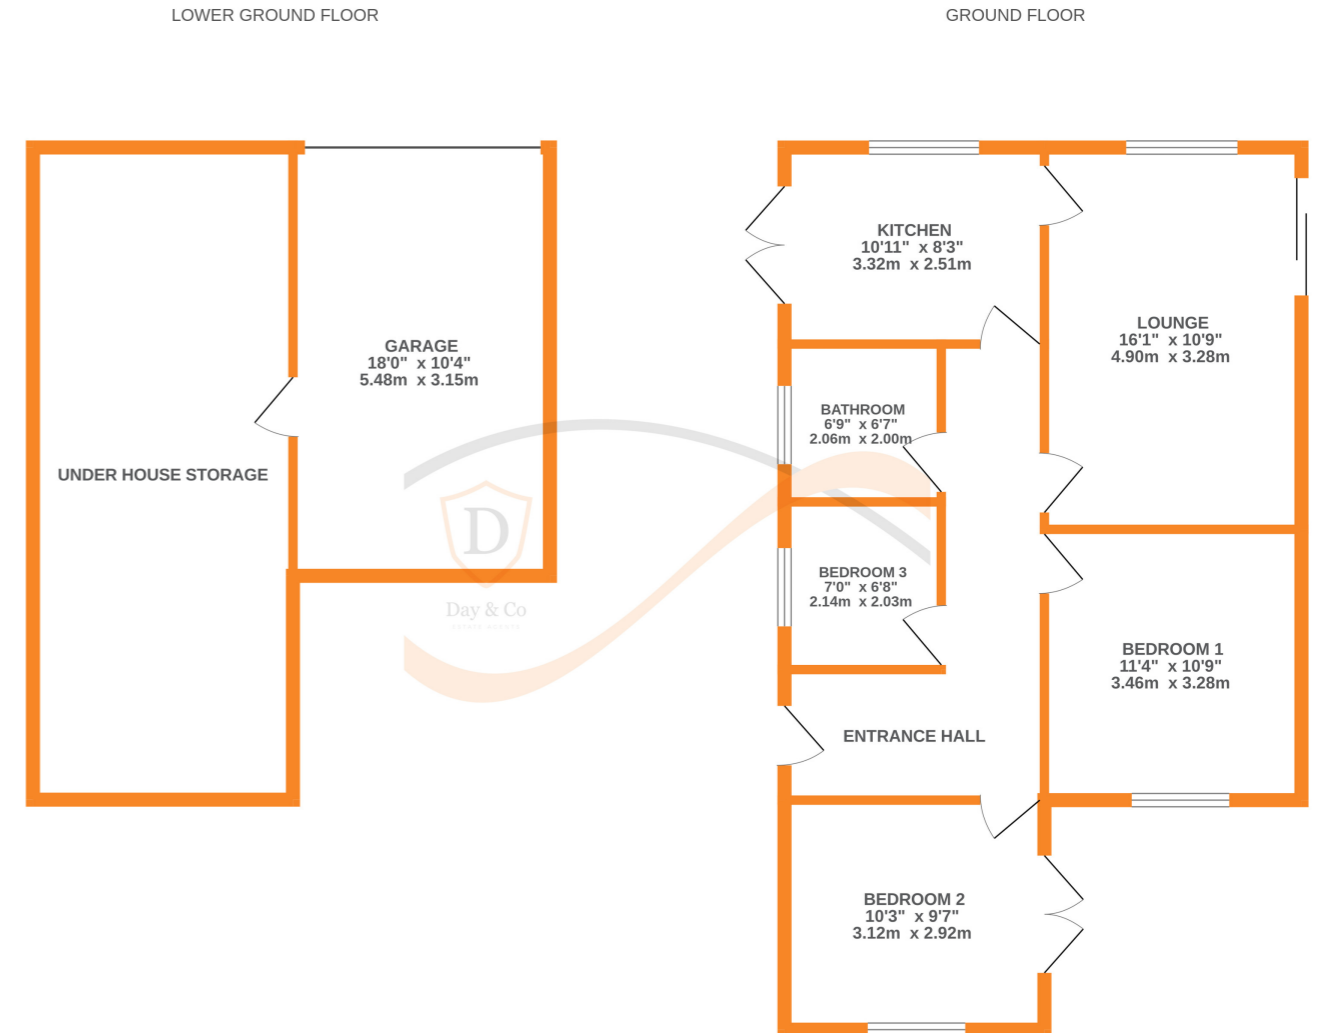 LOWER GROUND FLOOR
GROUND FLOOR
KITCHEN
10'11" x 8'3"
3.32m x 2.51m
LOUNGE
16'1" x 10'9"
4.90m x 3.28m
GARAGE
18'0" x 10'4"
5.48m x 3.15m
BATHROOM
6'9" x 6'7"
2.06m x 2.00m
UNDER HOUSE STORAGE
D
Day & Co
ESTATE AGENTS
BEDROOM 3
7'0" x 6'8"
2.14m x 2.03m
BEDROOM 1
11'4" x 10'9"
3.46m x 3.28m
ENTRANCE HALL
BEDROOM 2
10'3" x 9'7"
3.12m x 2.92m